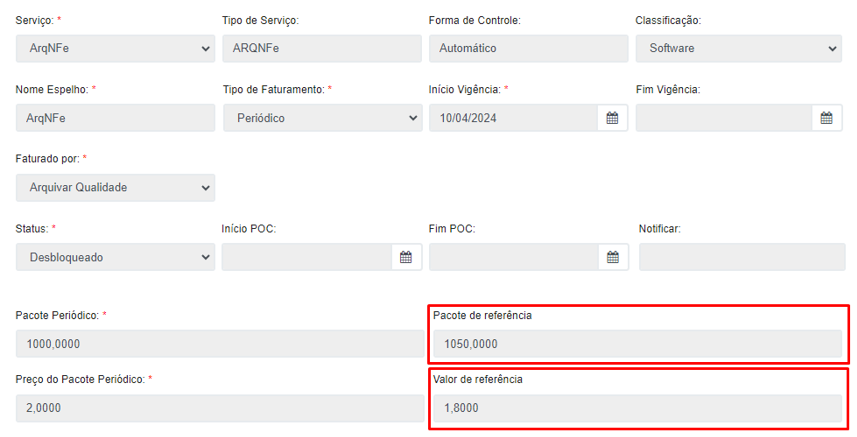 Serviço: * Tipo de Serviço: Forma de Controle: Classificação:
ArqNFe ARQNFe Automático Software
Nome Espelho: * Tipo de Faturamento: * Início Vigência: * Fim Vigência:
ArqNFe Periódico 10/04/2024
Faturado por: *
Arquivar Qualidade
Status: * Início POC: Fim POC: Notificar:
Desbloqueado
Pacote Periódico: * Pacote de referência
1000,0000 1050,0000
Preço do Pacote Periódico: * Valor de referência
2,0000 1,8000